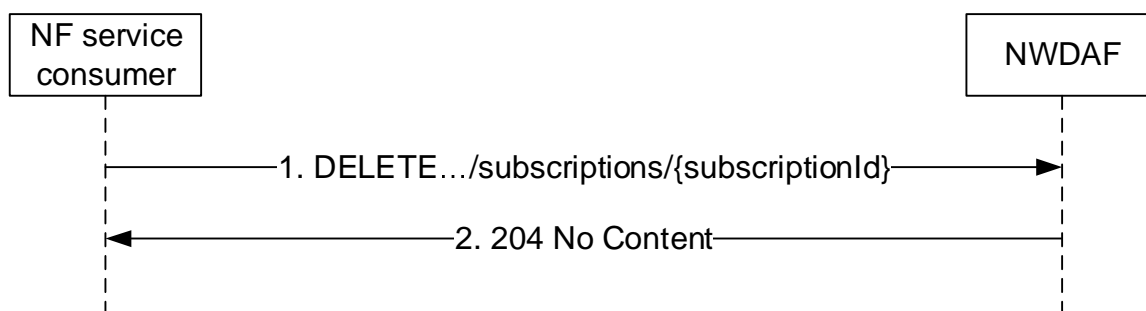 NF service
consumer
NWDAF
1. DELETE…/subscriptions/{subscriptionId}
2. 204 No Content